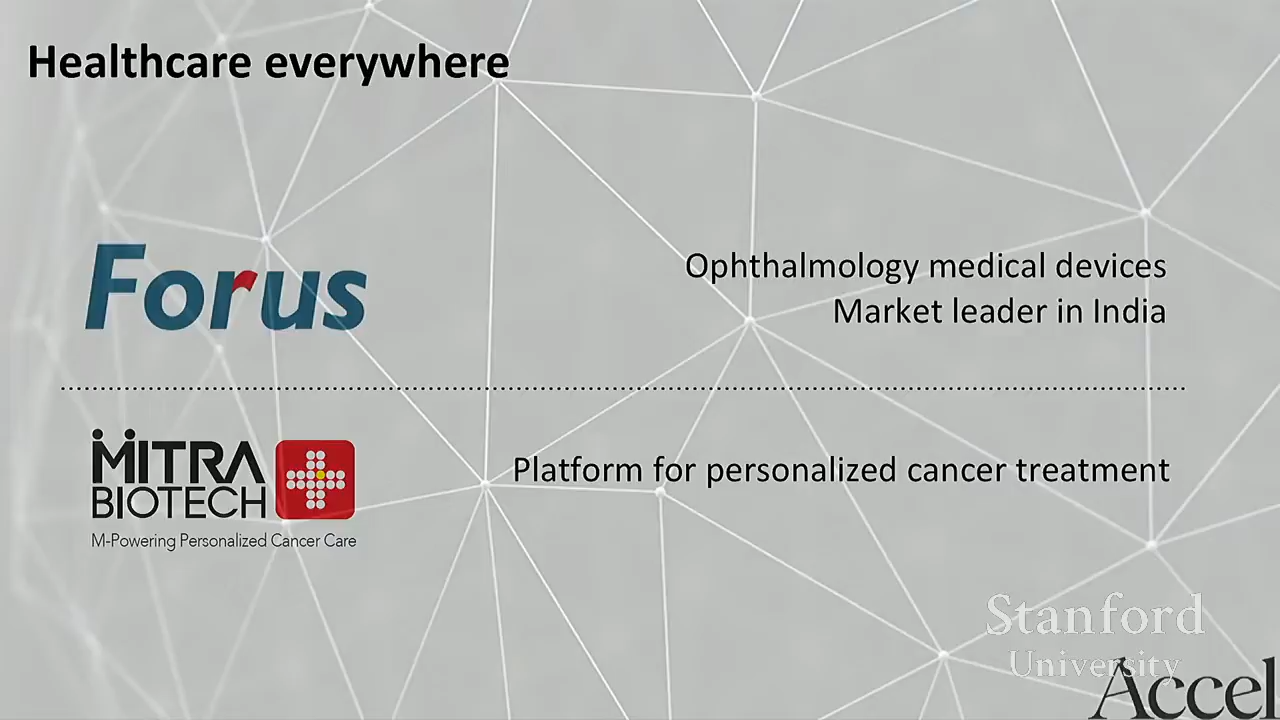 Healthcare everywhere
Forus
Ophthalmology medical devices
Market leader in India
MITRA
BIOTECH
M-Powering Personalized Cancer Care
Platform for personalized cancer treatment
Stanford
University
Accel